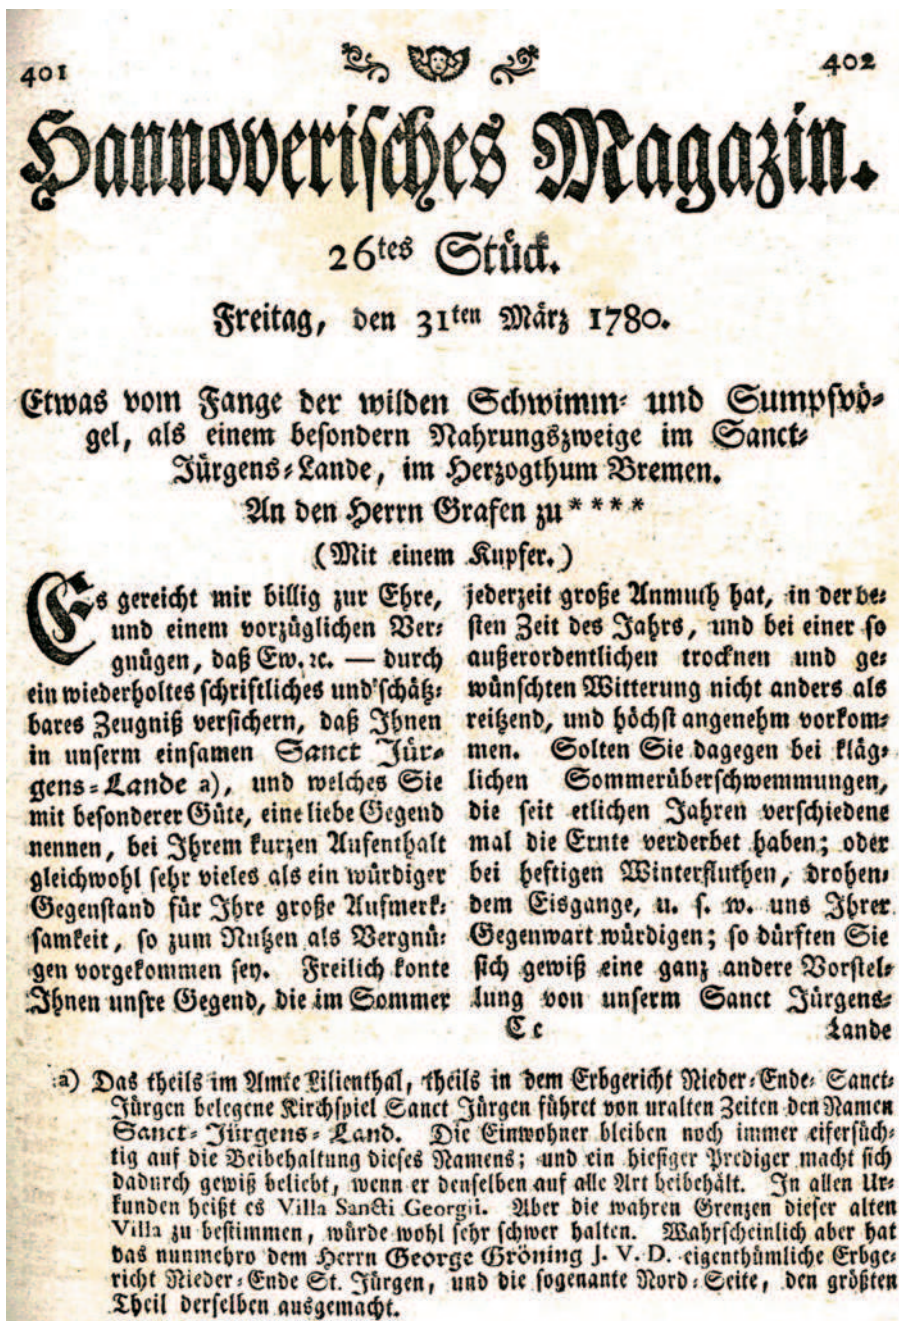 401
402
Hannoverisches Magazin.
26tes Stück.
Freitag, den 31ten März 1780.
Etwas vom Fange der wilden Schwimm- und Sumpfvö-
gel, als einem besondern Nahrungszweige im Sanct-
Jürgens-Lande, im Herzogthum Bremen.
An den Herrn Grafen zu * * * *
(Mit einem Kupfer.)
Es gereicht mir billig zur Ehre,
und einem vorzüglichen Ver-
gnügen, daß Ew. ꝛc. — durch
ein wiederholtes schriftliches und schätz-
bares Zeugniß versichern, daß Ihnen
in unserm einsamen Sanct Jür-
gens-Lande a), und welches Sie
mit besonderer Güte, eine liebe Gegend
nennen, bei Ihrem kurzen Aufenthalt
gleichwohl sehr vieles als ein würdiger
Gegenstand für Ihre große Aufmerk-
samkeit, so zum Nutzen als Vergnü-
gen vorgekommen sey. Freilich konte
Ihnen unsre Gegend, die im Sommer
jederzeit große Anmuth hat, in der be-
sten Zeit des Jahrs, und bei einer so
außerordentlichen trocknen und ge-
wünschten Witterung nicht anders als
reitzend, und höchst angenehm vorkom-
men. Solten Sie dagegen bei kläg-
lichen Sommerüberschwemmungen,
die seit etlichen Jahren verschiedene
mal die Ernte verderbet haben; oder
bei heftigen Winterfluthen, drohen-
dem Eisgange, u. s. w. uns Ihrer
Gegenwart würdigen; so dürften Sie
sich gewiß eine ganz andere Vorstel-
lung von unserm Sanct Jürgens-
C c
Lande
a) Das theils im Amte Lilienthal, theils in dem Erbgericht Nieder-Ende-Sanct-
Jürgen belegene Kirchspiel Sanct Jürgen führet von uralten Zeiten den Namen
Sanct-Jürgens-Land. Die Einwohner bleiben noch immer eifersüch-
tig auf die Beibehaltung dieses Namens; und ein hiesiger Prediger macht sich
dadurch gewiß beliebt, wenn er denselben auf alle Art beibehält. In allen Ur-
kunden heißt es Villa Sancti Georgii. Aber die wahren Grenzen dieser alten
Villa zu bestimmen, würde wohl sehr schwer halten. Wahrscheinlich aber hat
das nunmehro dem Herrn George Gröning J. V. D. eigenthümliche Erbge-
richt Nieder-Ende St. Jürgen, und die sogenante Nord-Seite, den größten
Theil derselben ausgemacht.